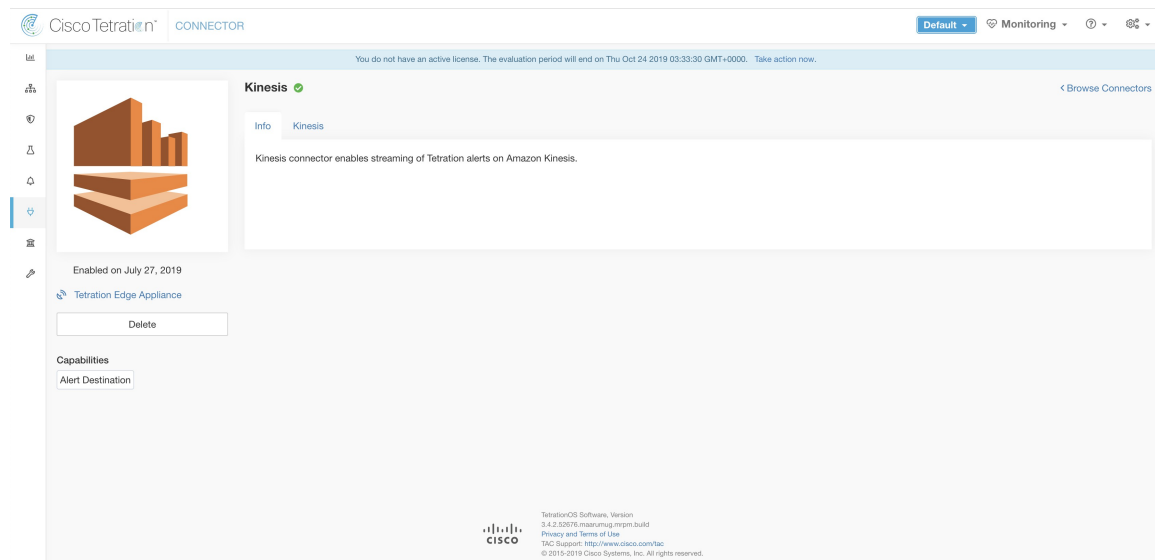 Cisco Tetration™ CONNECTOR Default Monitoring
You do not have an active license. The evaluation period will end on Thu Oct 24 2019 03:33:30 GMT+0000. Take action now.
Kinesis < Browse Connectors
Info Kinesis
Kinesis connector enables streaming of Tetration alerts on Amazon Kinesis.
Enabled on July 27, 2019
Tetration Edge Appliance
Delete
Capabilities
Alert Destination
CISCO
TetrationOS Software, Version
3.4.2.52676.maarumug.mrpm.build
Privacy and Terms of Use
TAC Support: http://www.cisco.com/tac
© 2015-2019 Cisco Systems, Inc. All rights reserved.